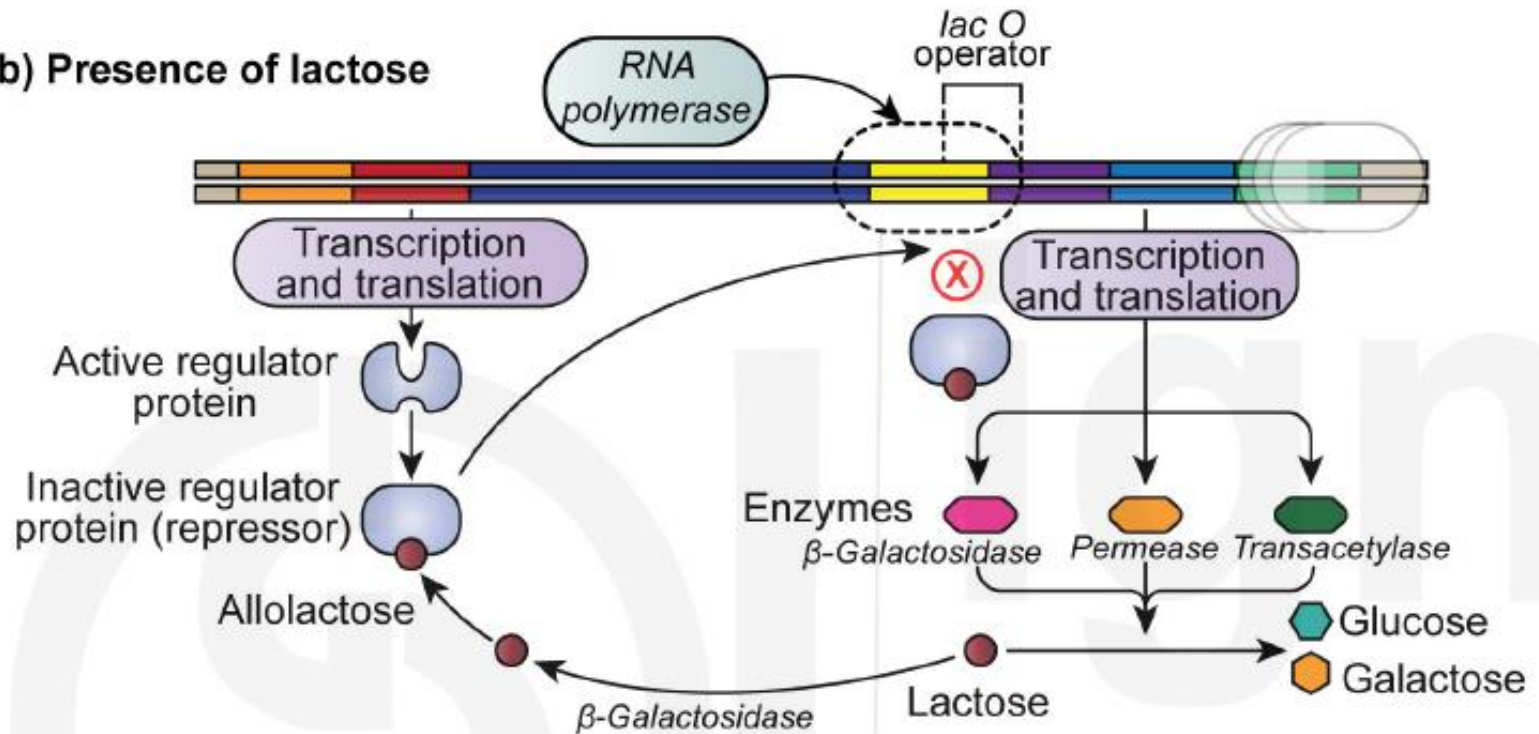 b) Presence of lactose
RNA
polymerase
lac O
operator
Transcription
and translation
Transcription
and translation
X
Active regulator
protein
Inactive regulator
protein (repressor)
Allolactose
Enzymes
β-Galactosidase
Permease
Transacetylase
Glucose
Galactose
Lactose
β-Galactosidase
ign